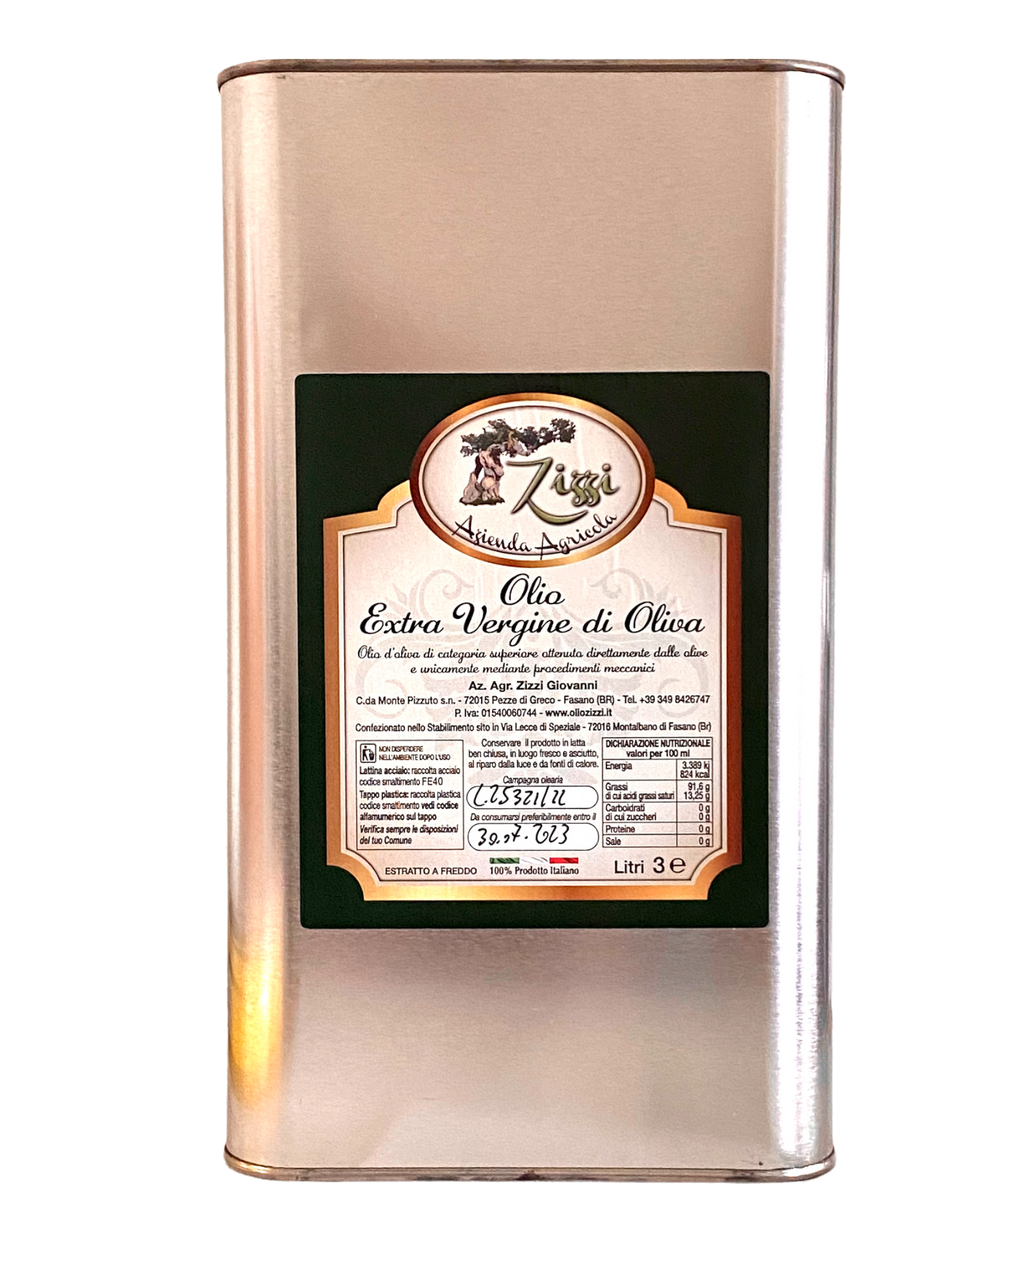 Zizzi
Azienda Agricola
Olio
Extra Vergine di Oliva
Olio d'oliva di categoria superiore ottenuto direttamente dalle olive
e unicamente mediante procedimenti meccanici
Az. Agr. Zizzi Giovanni
C.da Monte Pizzuto s.n. - 72015 Pezze di Greco - Fasano (BR) - Tel. +39 349 8426747
P. Iva: 01540060744 - www.oliozizzi.it
Confezionato nello Stabilimento sito in Via Lecce di Speziale - 72016 Montalbano di Fasano (Br)
NON DISPERDERE
NELL'AMBIENTE DOPO L'USO
Lattina acciaio: raccolta acciaio
codice smaltimento FE40
Tappo plastica: raccolta plastica
codice smaltimento vedi codice
alfamumerico sul tappo
Verifica sempre le disposizioni
del tuo Comune
Conservare il prodotto in latta
ben chiusa, in luogo fresco e asciutto,
al riparo dalla luce e da fonti di calore.
Campagna olearia
L.25321/22
Da consumarsi preferibilmente entro il
30.07.2023
DICHIARAZIONE NUTRIZIONALE
valori per 100 ml
Energia 3.389 kj
824 kcal
Grassi 91,6 g
di cui acidi grassi saturi 13,25 g
Carboidrati 0 g
di cui zuccheri 0 g
Proteine 0 g
Sale 0 g
ESTRATTO A FREDDO
100% Prodotto Italiano
Litri 3 e